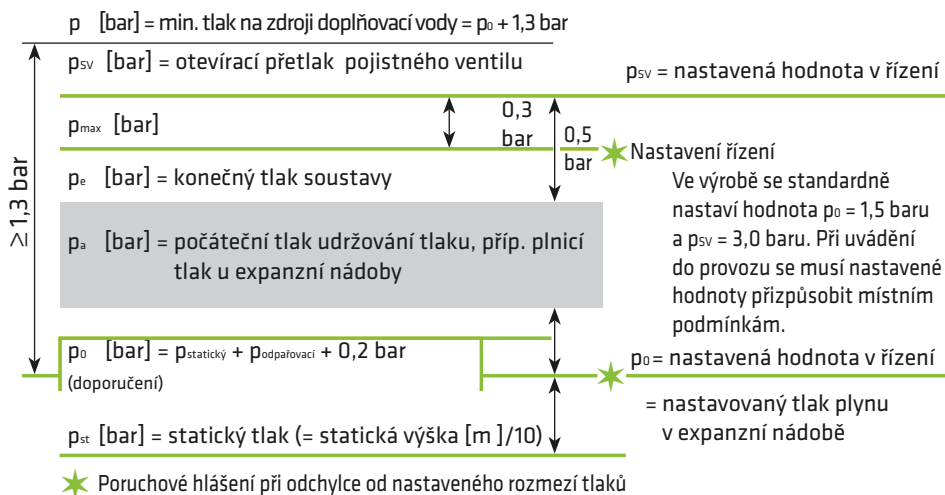 p [bar] = min. tlak na zdroji doplňovací vody = p₀ + 1,3 bar
pSV [bar] = otevírací přetlak pojistného ventilu
pSV = nastavená hodnota v řízení
≥ 1,3 bar
pmax [bar]
0,3
bar
0,5
bar
Nastavení řízení
Ve výrobě se standardně
nastaví hodnota p₀ = 1,5 baru
a pSV = 3,0 baru. Při uvádění
do provozu se musí nastavené
hodnoty přizpůsobit místním
podmínkám.
pe [bar] = konečný tlak soustavy
pa [bar] = počáteční tlak udržování tlaku, příp. plnicí
tlak u expanzní nádoby
p₀ [bar] = pstatický + podpařovací + 0,2 bar
(doporučení)
p₀ = nastavená hodnota v řízení
= nastavovaný tlak plynu
v expanzní nádobě
pst [bar] = statický tlak (= statická výška [m ]/10)
Poruchové hlášení při odchylce od nastaveného rozmezí tlaků